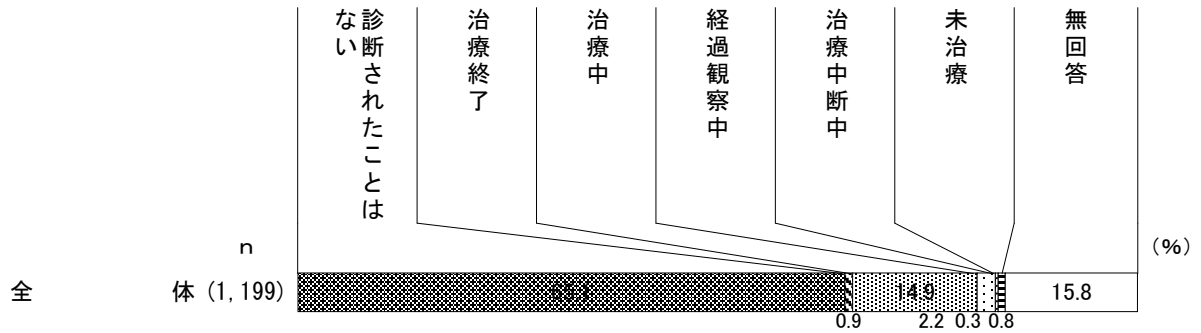 診断されたことは
ない
治療終了
治療中
経過観察中
治療中断中
未治療
無回答
n
(%)
全体 (1,199)
14.9
15.8
0.9
2.2
0.3
0.8